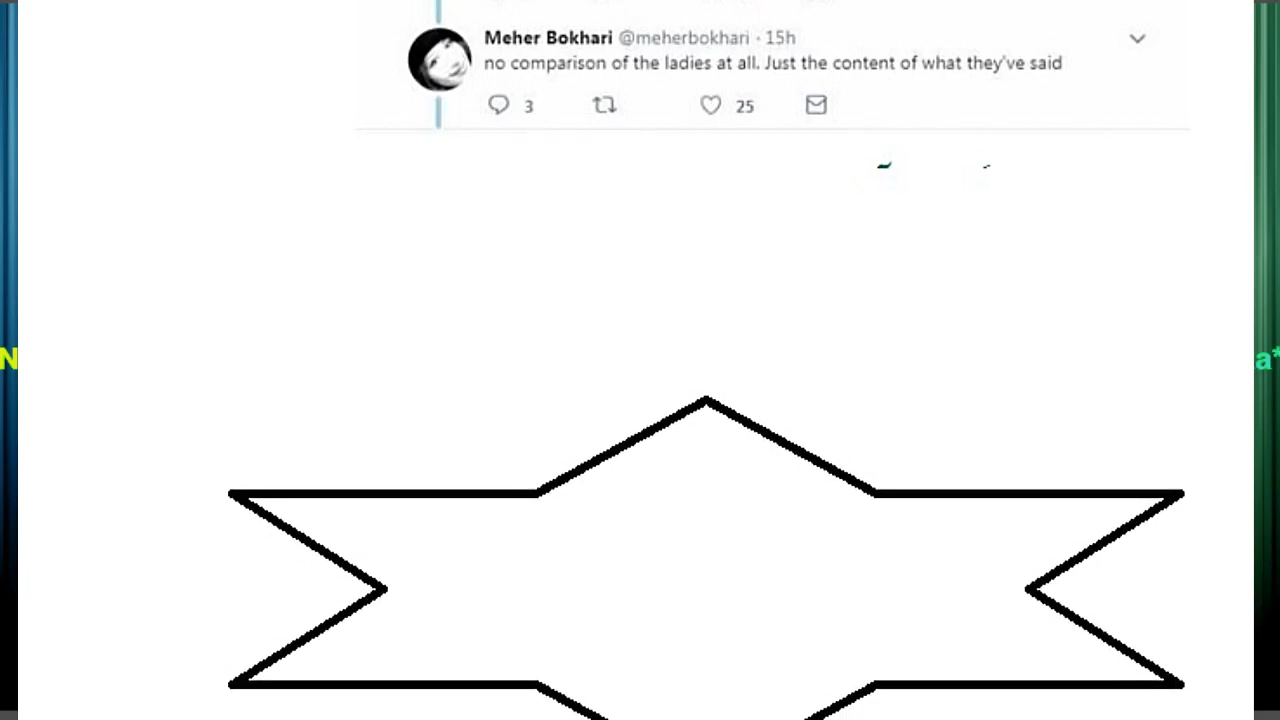 Meher Bokhari @meherbokhari · 15h
no comparison of the ladies at all. Just the content of what they've said
3 25
N
a*